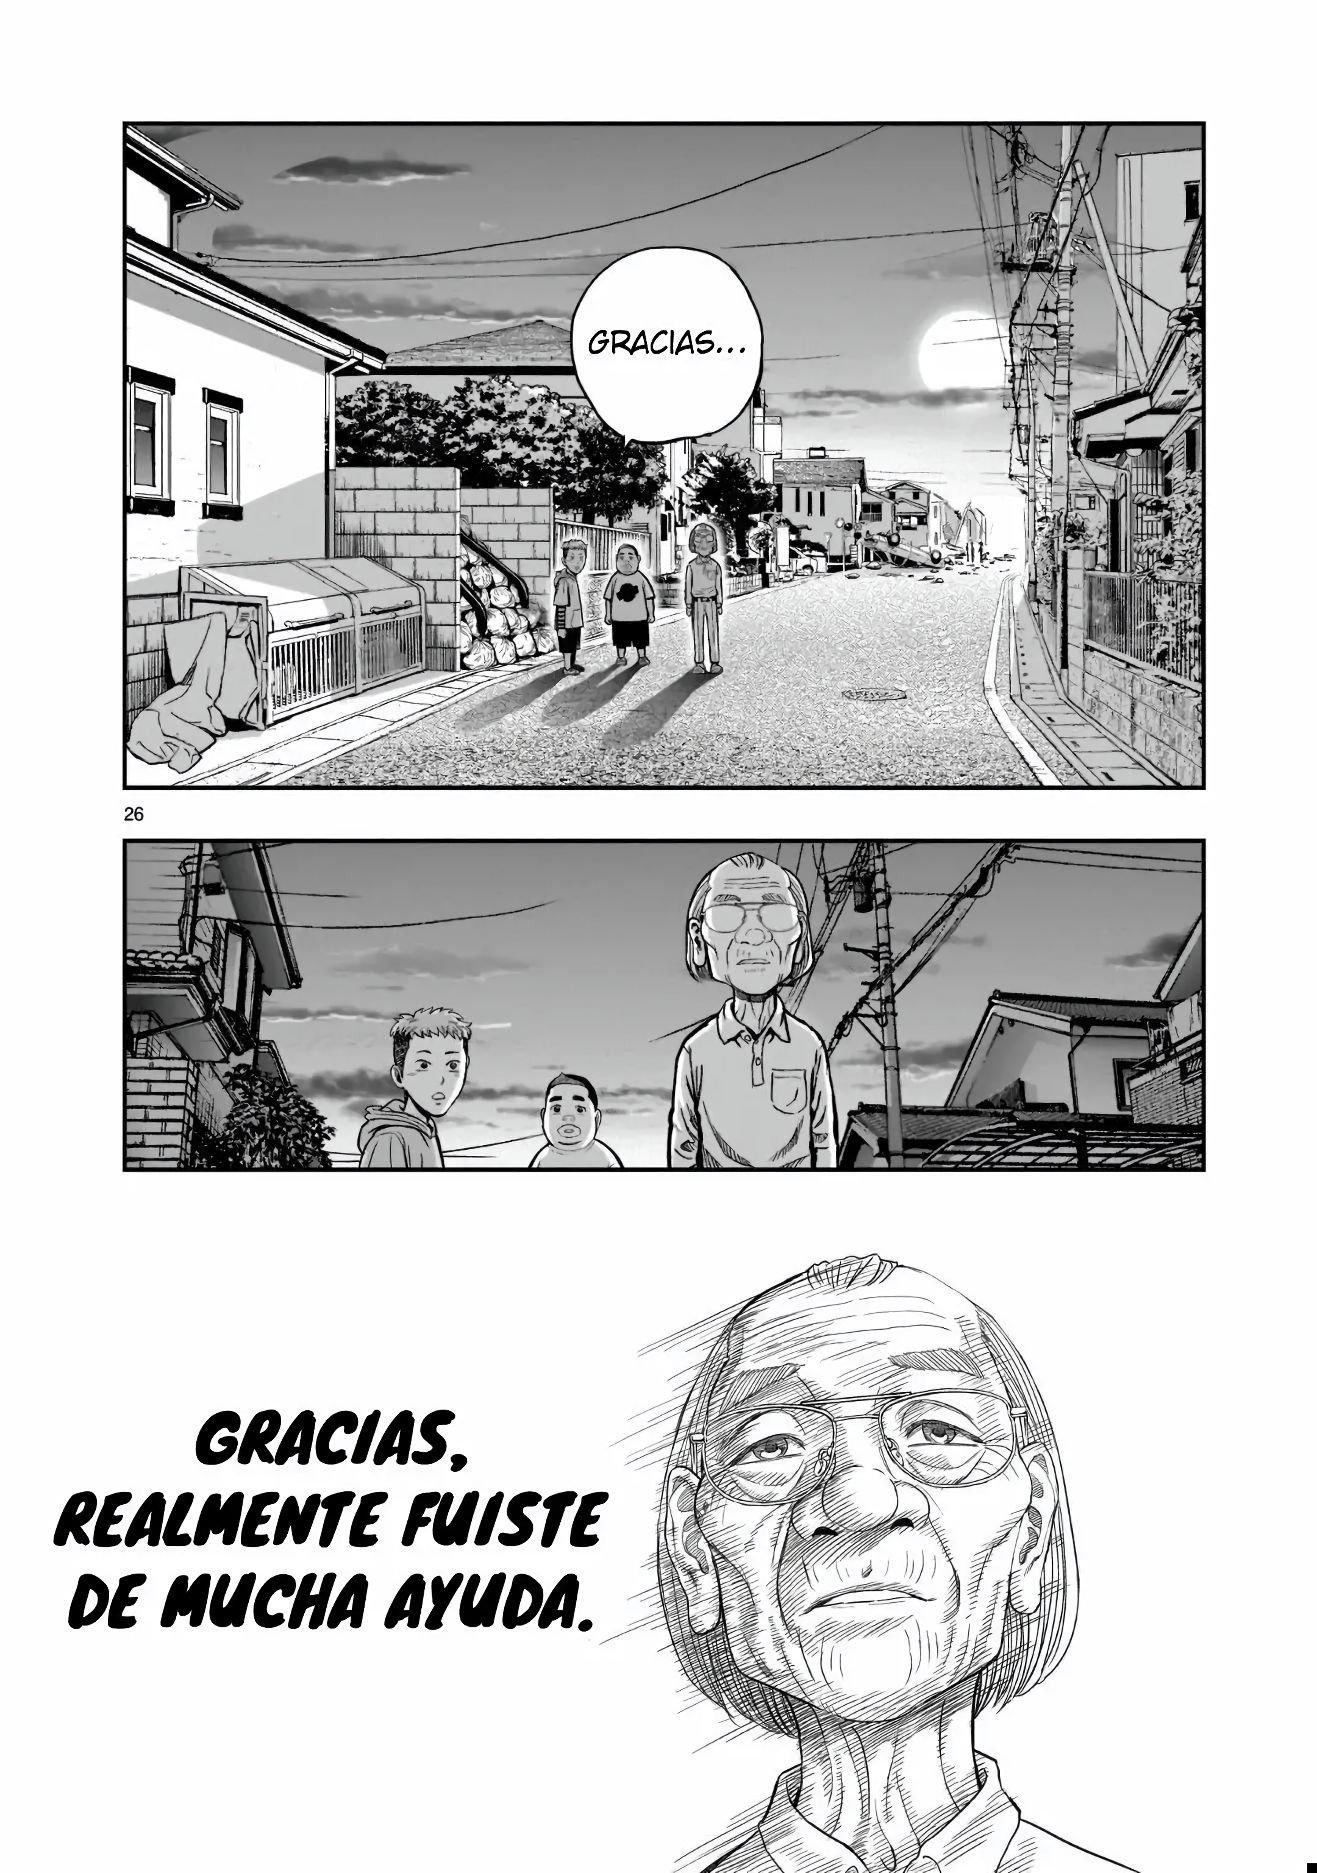 GRACIAS...
26
GRACIAS,
REALMENTE FUISTE
DE MUCHA AYUDA.